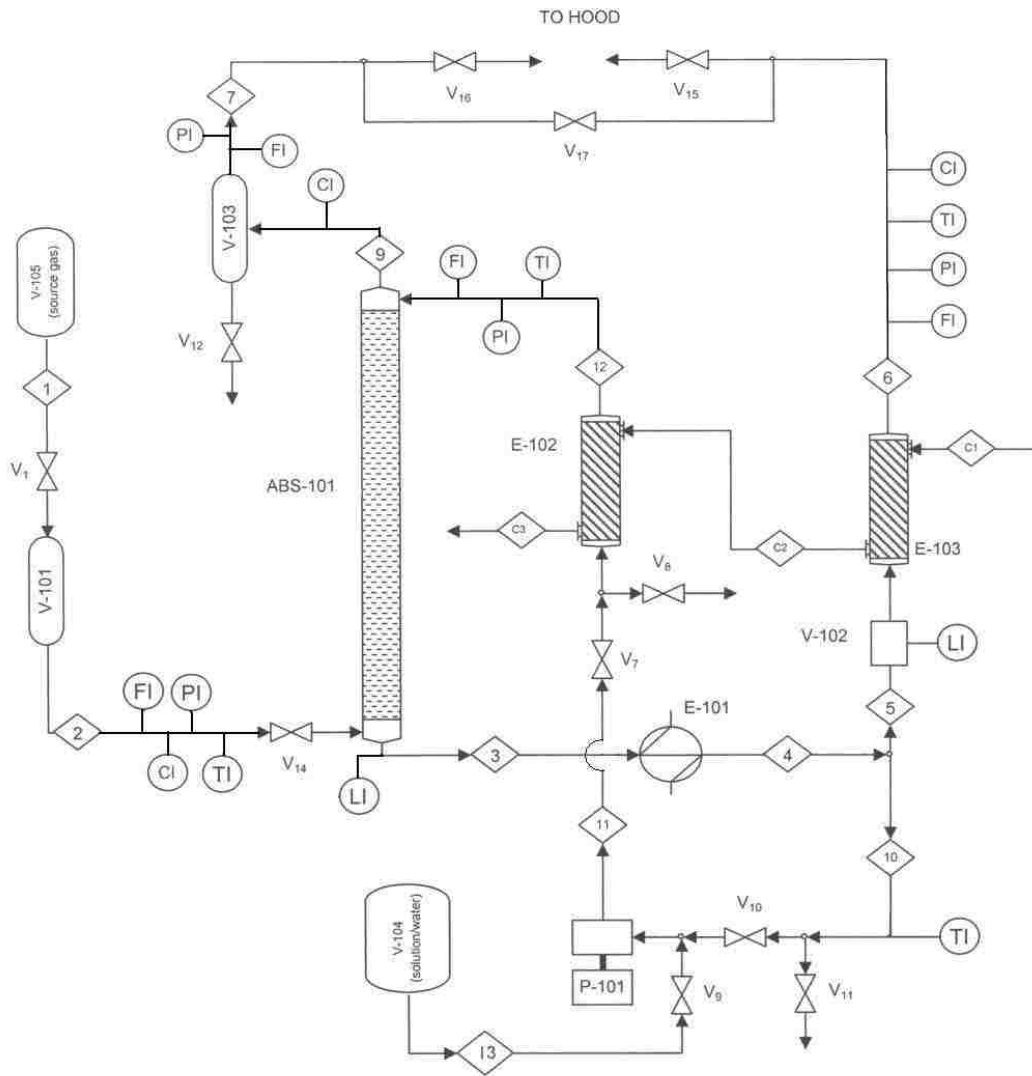 TO HOOD
V16
V15
7
V17
PI
FI
CI
CI
V-103
TI
9
V-105
(source gas)
FI
TI
PI
PI
FI
V12
1
12
6
E-102
C1
V1
ABS-101
C3
C2
E-103
V-101
V8
V-102
LI
V7
FI
PI
E-101
5
2
3
4
CI
TI
V14
LI
11
10
V-104
(solution/water)
V10
TI
P-101
V9
V11
13